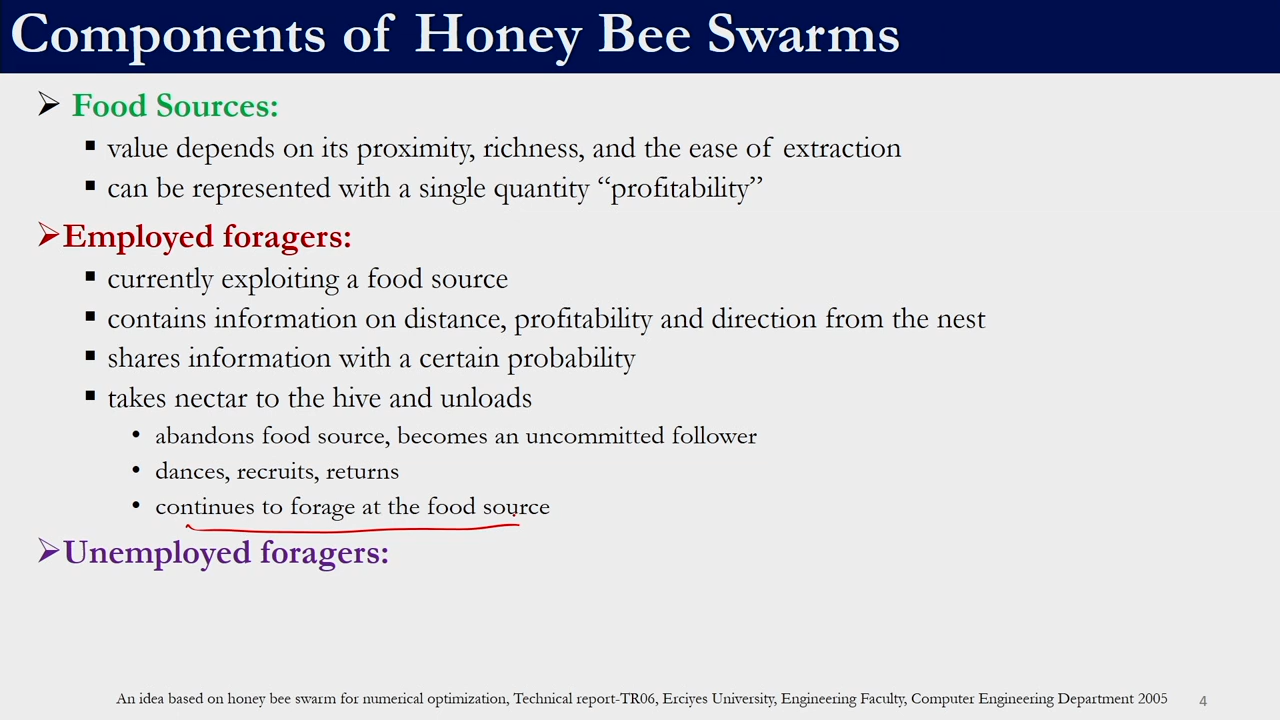 Components of Honey Bee Swarms
➢ Food Sources:
▪ value depends on its proximity, richness, and the ease of extraction
▪ can be represented with a single quantity “profitability”
➢Employed foragers:
▪ currently exploiting a food source
▪ contains information on distance, profitability and direction from the nest
▪ shares information with a certain probability
▪ takes nectar to the hive and unloads
• abandons food source, becomes an uncommitted follower
• dances, recruits, returns
• continues to forage at the food source
➢Unemployed foragers:
An idea based on honey bee swarm for numerical optimization, Technical report-TR06, Erciyes University, Engineering Faculty, Computer Engineering Department 2005
4